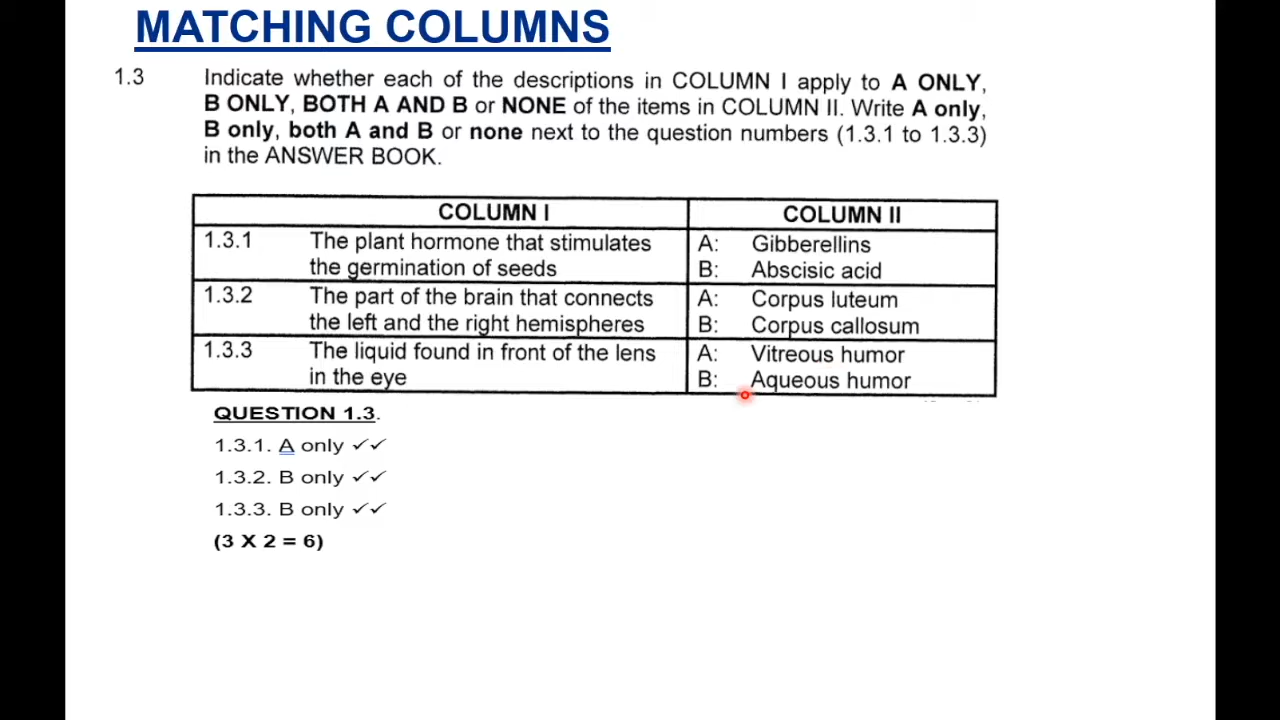 MATCHING COLUMNS
1.3 Indicate whether each of the descriptions in COLUMN I apply to A ONLY,
B ONLY, BOTH A AND B or NONE of the items in COLUMN II. Write A only,
B only, both A and B or none next to the question numbers (1.3.1 to 1.3.3)
in the ANSWER BOOK.
COLUMN I COLUMN II
1.3.1 The plant hormone that stimulates A: Gibberellins
the germination of seeds B: Abscisic acid
1.3.2 The part of the brain that connects A: Corpus luteum
the left and the right hemispheres B: Corpus callosum
1.3.3 The liquid found in front of the lens A: Vitreous humor
in the eye B: Aqueous humor
QUESTION 1.3.
1.3.1. A only ✓✓
1.3.2. B only ✓✓
1.3.3. B only ✓✓
(3 X 2 = 6)